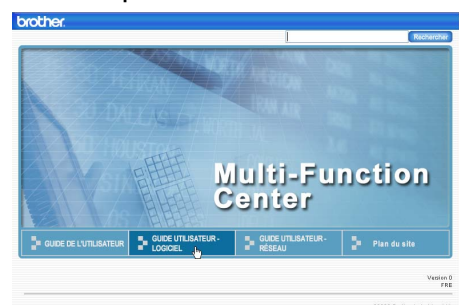 brother.
Rechercher
Multi-Function
Center
GUIDE DE L'UTILISATEUR
GUIDE UTILISATEUR -
LOGICIEL
GUIDE UTILISATEUR -
RÉSEAU
Plan du site
Version 0
FRE